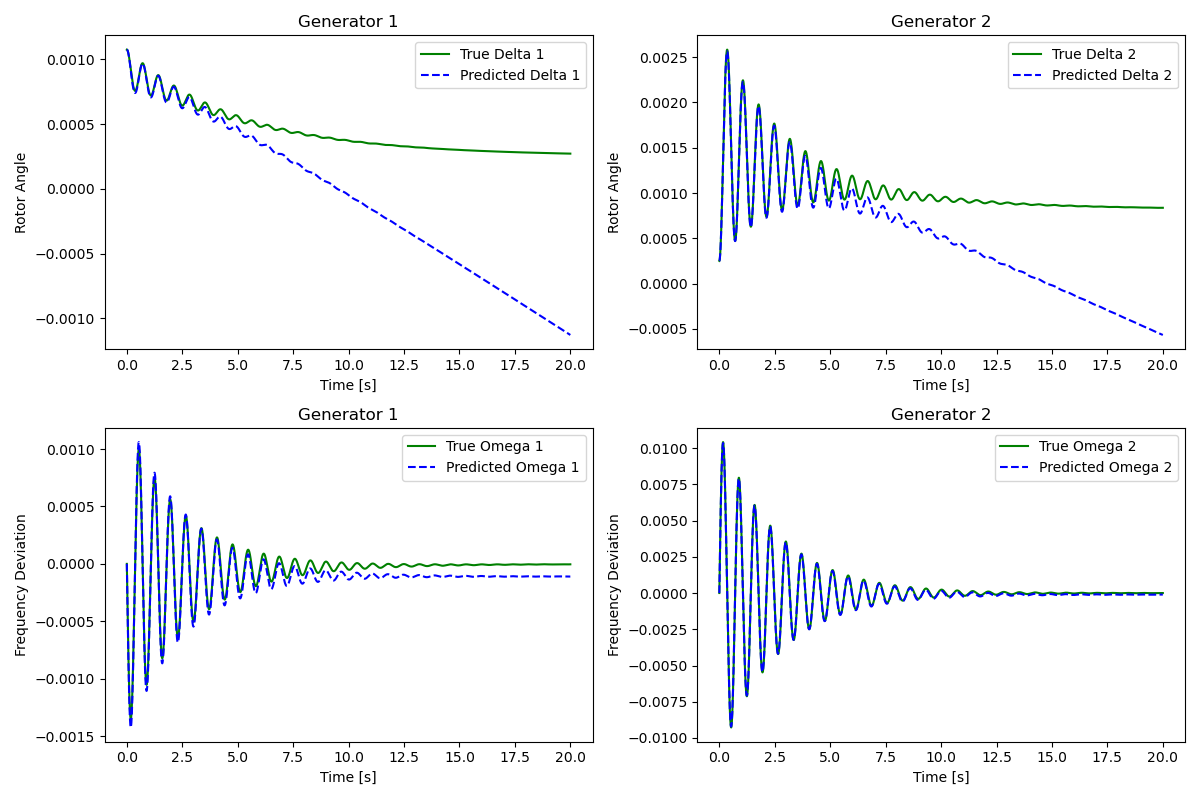 Generator 1
True Delta 1
Predicted Delta 1
0.0010
0.0005
0.0000
−0.0005
−0.0010
Rotor Angle
0.0 2.5 5.0 7.5 10.0 12.5 15.0 17.5 20.0
Time [s]
Generator 2
True Delta 2
Predicted Delta 2
0.0025
0.0020
0.0015
0.0010
0.0005
0.0000
−0.0005
Rotor Angle
0.0 2.5 5.0 7.5 10.0 12.5 15.0 17.5 20.0
Time [s]
Generator 1
True Omega 1
Predicted Omega 1
0.0010
0.0005
0.0000
−0.0005
−0.0010
−0.0015
Frequency Deviation
0.0 2.5 5.0 7.5 10.0 12.5 15.0 17.5 20.0
Time [s]
Generator 2
True Omega 2
Predicted Omega 2
0.0100
0.0075
0.0050
0.0025
0.0000
−0.0025
−0.0050
−0.0075
−0.0100
Frequency Deviation
0.0 2.5 5.0 7.5 10.0 12.5 15.0 17.5 20.0
Time [s]